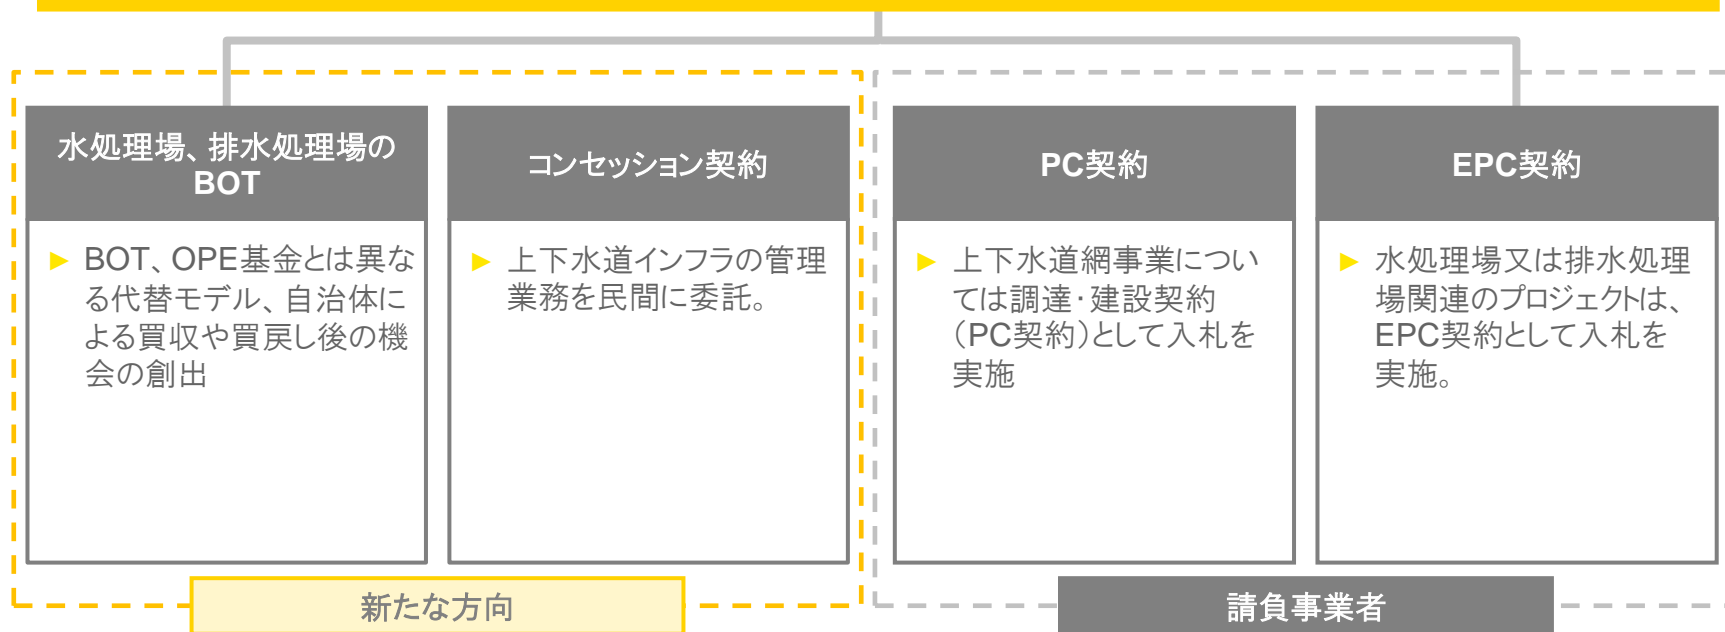 水処理場、排水処理場の
BOT
► BOT、OPE基金とは異な
る代替モデル、自治体に
よる買収や買戻し後の機
会の創出
コンセッション契約
► 上下水道インフラの管理
業務を民間に委託。
新たな方向
PC契約
► 上下水道網事業につい
ては調達・建設契約
（PC契約）として入札を
実施
EPC契約
► 水処理場又は排水処理
場関連のプロジェクトは、
EPC契約として入札を
実施。
請負事業者